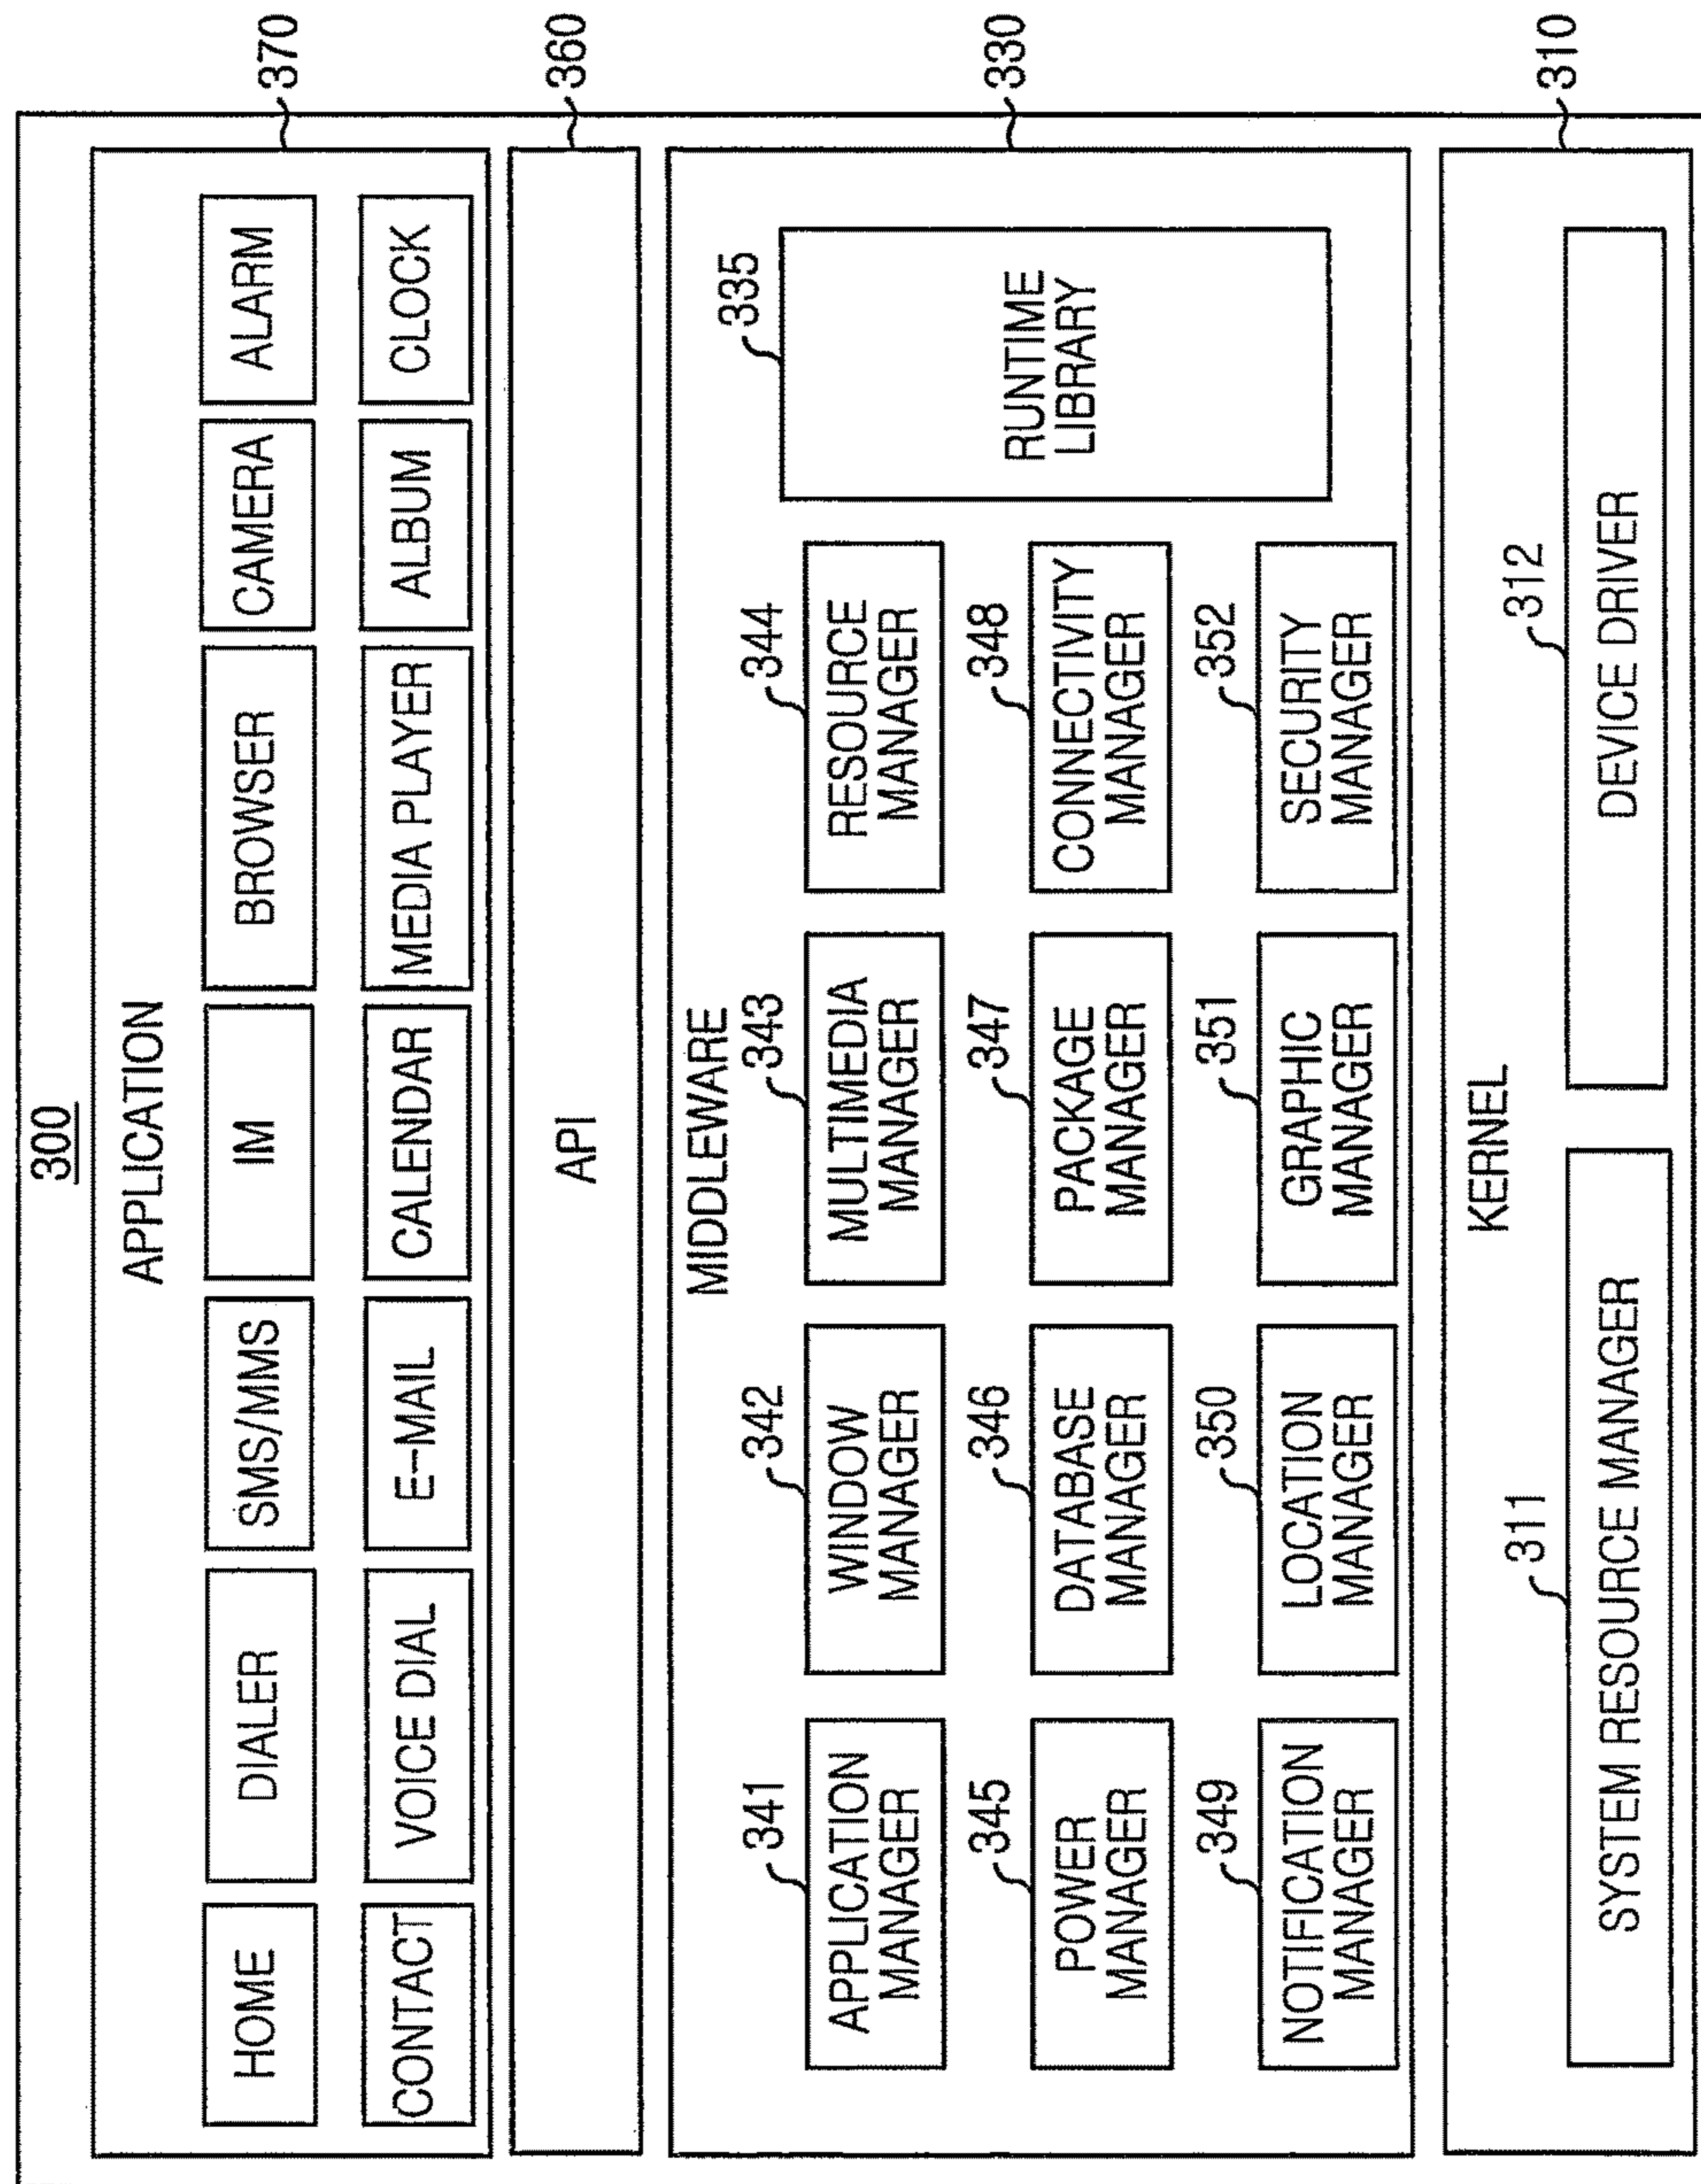 300
APPLICATION
370
HOME
DIALER
SMS/MMS
IM
BROWSER
CAMERA
ALARM
CONTACT
VOICE DIAL
E-MAIL
CALENDAR
MEDIA PLAYER
ALBUM
CLOCK
API
360
MIDDLEWARE
330
341
APPLICATION
MANAGER
342
WINDOW
MANAGER
343
MULTIMEDIA
MANAGER
344
RESOURCE
MANAGER
335
RUNTIME
LIBRARY
345
POWER
MANAGER
346
DATABASE
MANAGER
347
PACKAGE
MANAGER
348
CONNECTIVITY
MANAGER
349
NOTIFICATION
MANAGER
350
LOCATION
MANAGER
351
GRAPHIC
MANAGER
352
SECURITY
MANAGER
KERNEL
310
311
SYSTEM RESOURCE MANAGER
312
DEVICE DRIVER